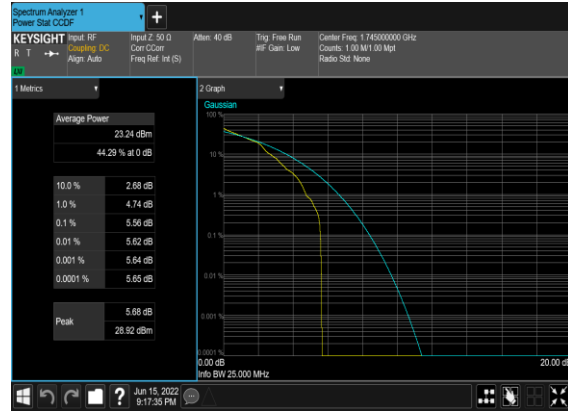 Spectrum Analyzer 1
Power Stat CCDF
KEYSIGHT
R T
LXI
Input: RF
Coupling: DC
Align: Auto
Input Z: 50 Ω
Corr CCorr
Freq Ref: Int (S)
Atten: 40 dB
Trig: Free Run
#IF Gain: Low
Center Freq: 1.745000000 GHz
Counts: 1.00 M/1.00 Mpt
Radio Std: None
1 Metrics
Average Power
23.24 dBm
44.29 % at 0 dB
10.0 % 2.68 dB
1.0 % 4.74 dB
0.1 % 5.56 dB
0.01 % 5.62 dB
0.001 % 5.64 dB
0.0001 % 5.65 dB
Peak
5.68 dB
28.92 dBm
2 Graph
Gaussian
100 %
10 %
1 %
0.1 %
0.01 %
0.001 %
0.0001 %
0.00 dB
20.00 dB
Info BW 25.000 MHz
?
Jun 15, 2022
9:17:35 PM